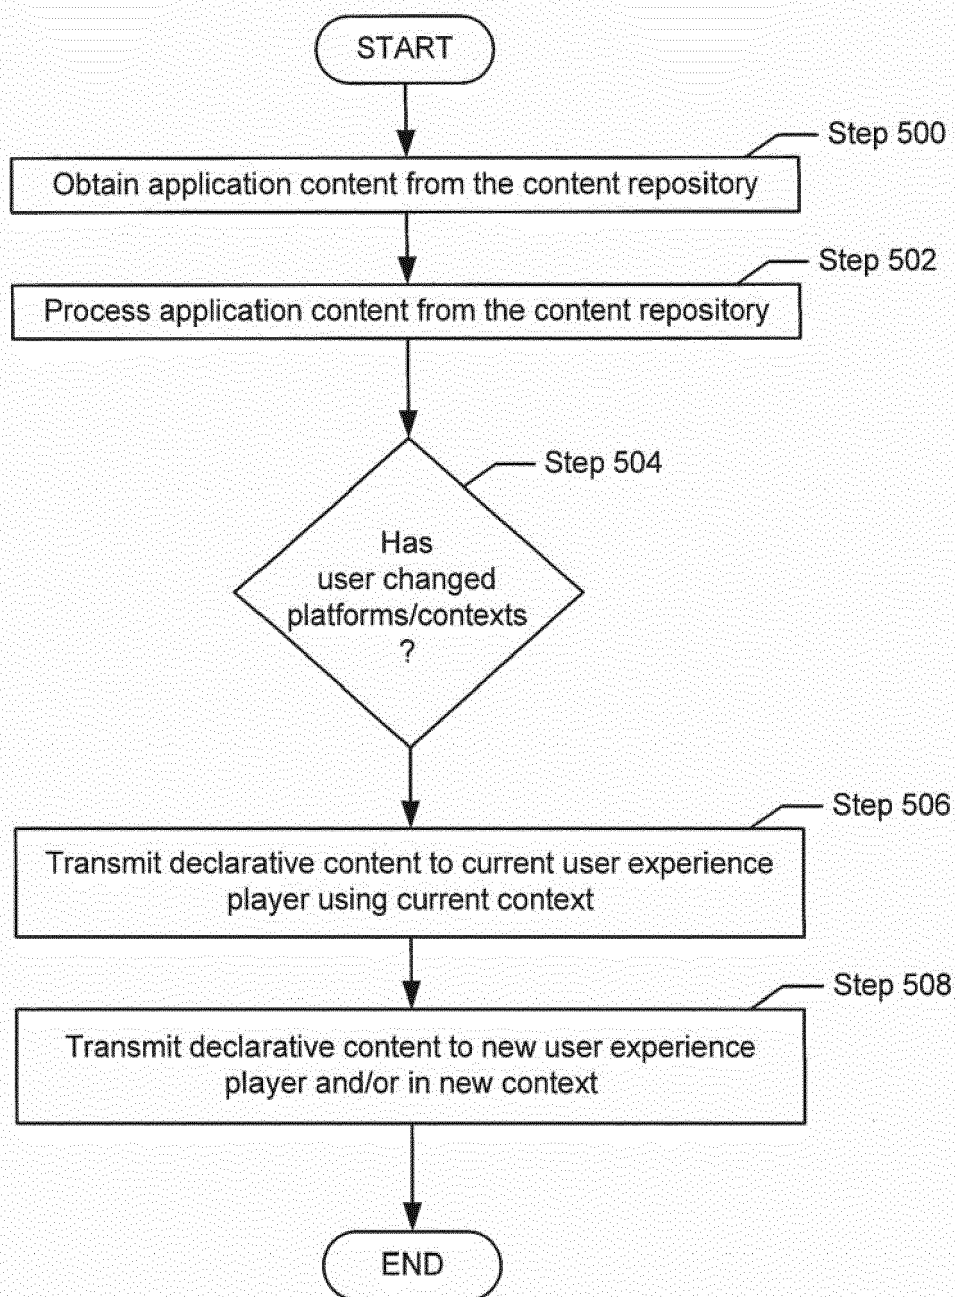 START
Step 500
Obtain application content from the content repository
Step 502
Process application content from the content repository
Step 504
Has
user changed
platforms/contexts
?
Step 506
Transmit declarative content to current user experience
player using current context
Step 508
Transmit declarative content to new user experience
player and/or in new context
END